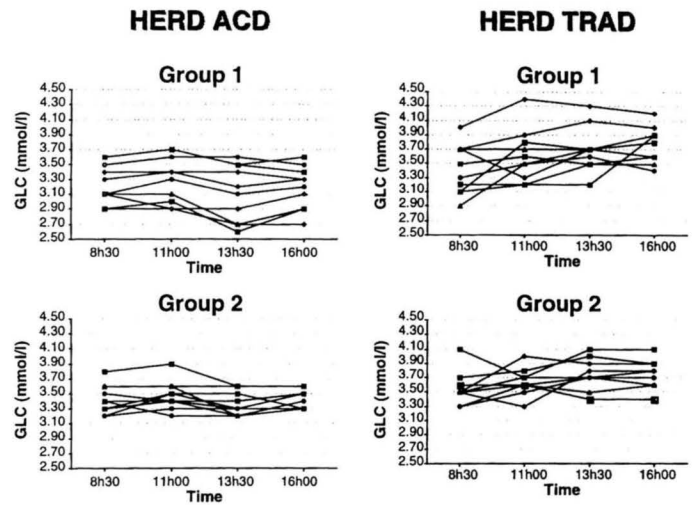 HERD ACD
HERD TRAD
Group 1
GLC (mmol/l)
4.50
4.30
4.10
3.90
3.70
3.50
3.30
3.10
2.90
2.70
2.50
8h30 11h00 13h30 16h00
Time
Group 1
GLC (mmol/l)
4.50
4.30
4.10
3.90
3.70
3.50
3.30
3.10
2.90
2.70
2.50
8h30 11h00 13h30 16h00
Time
Group 2
GLC (mmol/l)
4.50
4.30
4.10
3.90
3.70
3.50
3.30
3.10
2.90
2.70
2.50
8h30 11h00 13h30 16h00
Time
Group 2
GLC (mmol/l)
4.50
4.30
4.10
3.90
3.70
3.50
3.30
3.10
2.90
2.70
2.50
8h30 11h00 13h30 16h00
Time